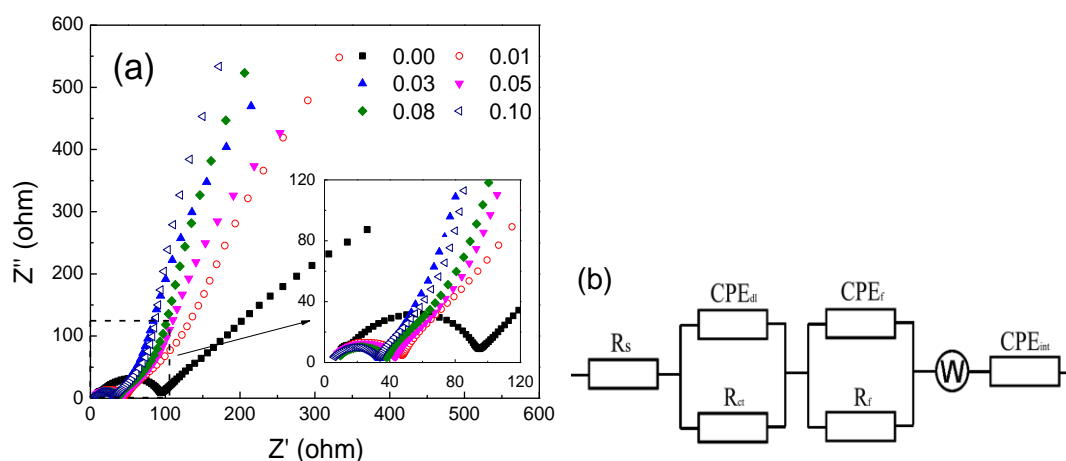 (a)
Z'' (ohm)
600
500
400
300
200
100
0
0.00 0.01
0.03 0.05
0.08 0.10
120
80
40
0
0 40 80 120
0 100 200 300 400 500 600
Z' (ohm)
(b)
CPEdl CPEf
Rs W CPEint
Rct Rf